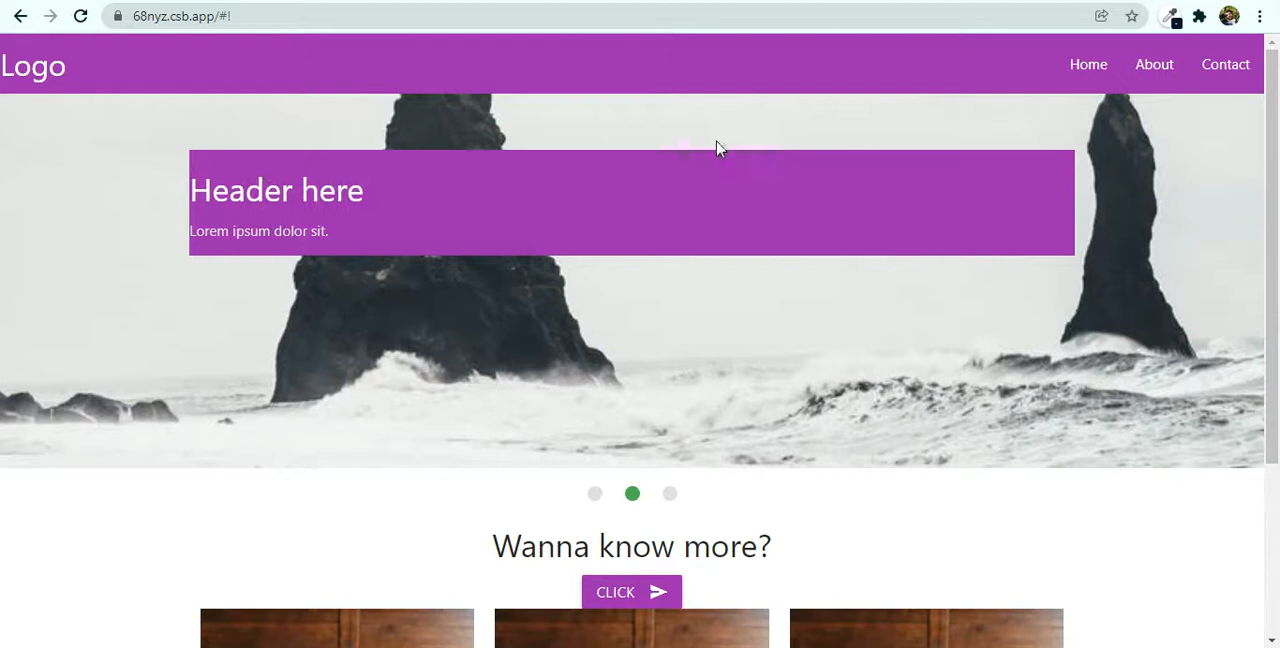 68nyz.csb.app/#!
Logo
Home About Contact
Header here
Lorem ipsum dolor sit.
Wanna know more?
CLICK